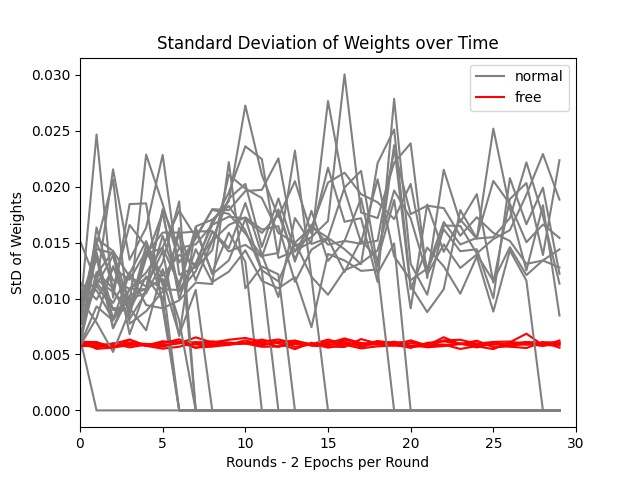 Standard Deviation of Weights over Time
normal
free
StD of Weights
0.030
0.025
0.020
0.015
0.010
0.005
0.000
0 5 10 15 20 25 30
Rounds - 2 Epochs per Round